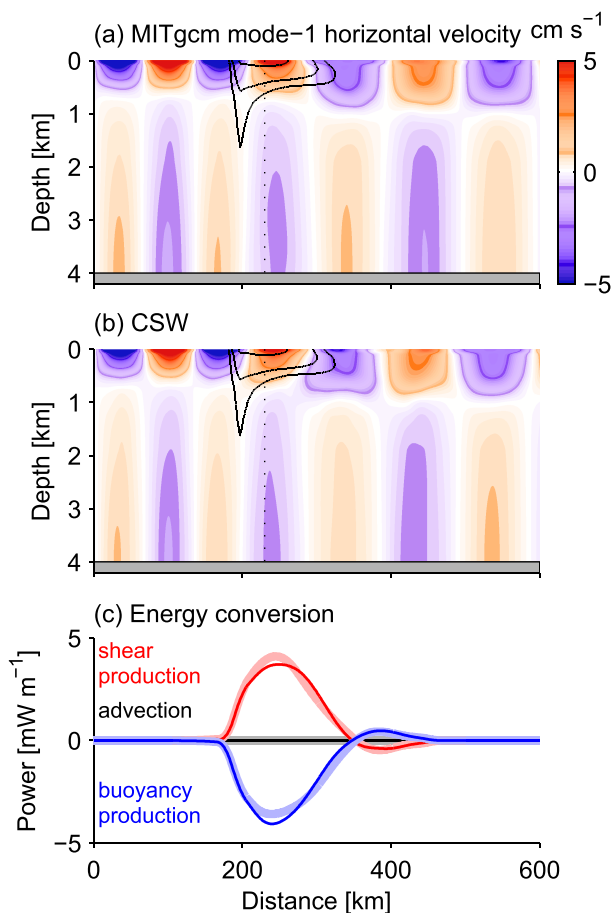 (a) MITgcm mode−1 horizontal velocity
cm s⁻¹
0
1
2
3
4
Depth [km]
5
0
−5
(b) CSW
0
1
2
3
4
Depth [km]
(c) Energy conversion
5
0
−5
Power [mW m⁻¹]
shear
production
advection
buoyancy
production
0
200
400
600
Distance [km]